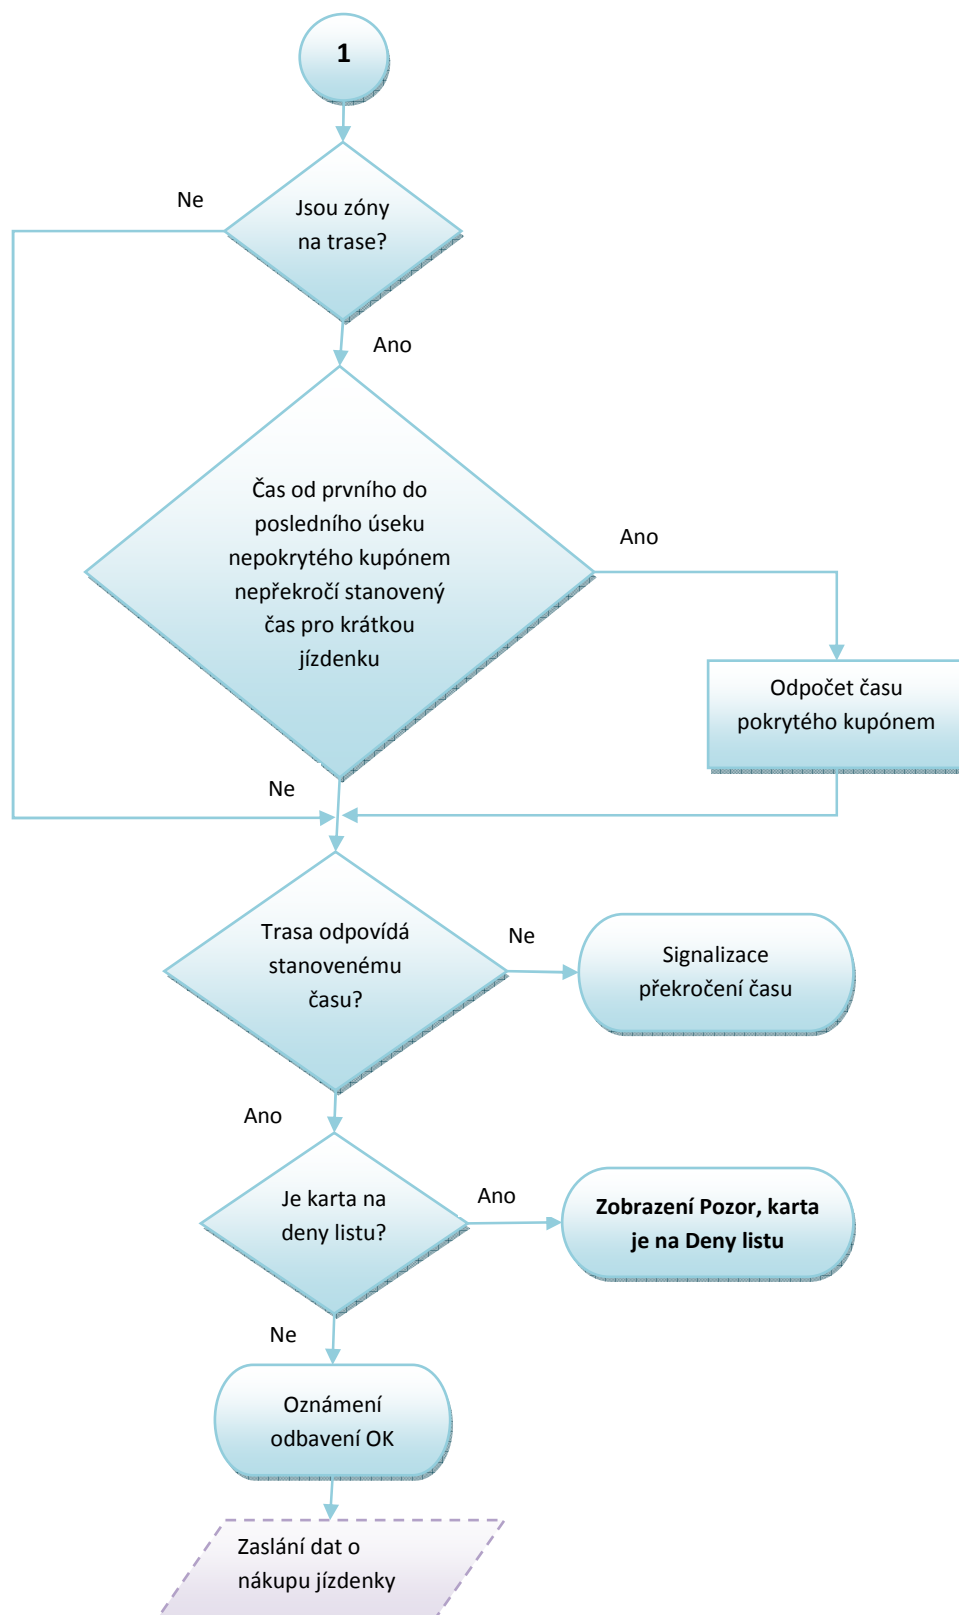 1
Ne
Jsou zóny
na trase?
Ano
Čas od prvního do
posledního úseku
nepokrytého kupónem
nepřekročí stanovený
čas pro krátkou
jízdenku
Ano
Odpočet času
pokrytého kupónem
Ne
Trasa odpovídá
stanovenému
času?
Ne
Signalizace
překročení času
Ano
Je karta na
deny listu?
Ano
Zobrazení Pozor, karta
je na Deny listu
Ne
Oznámení
odbavení OK
Zaslání dat o
nákupu jízdenky